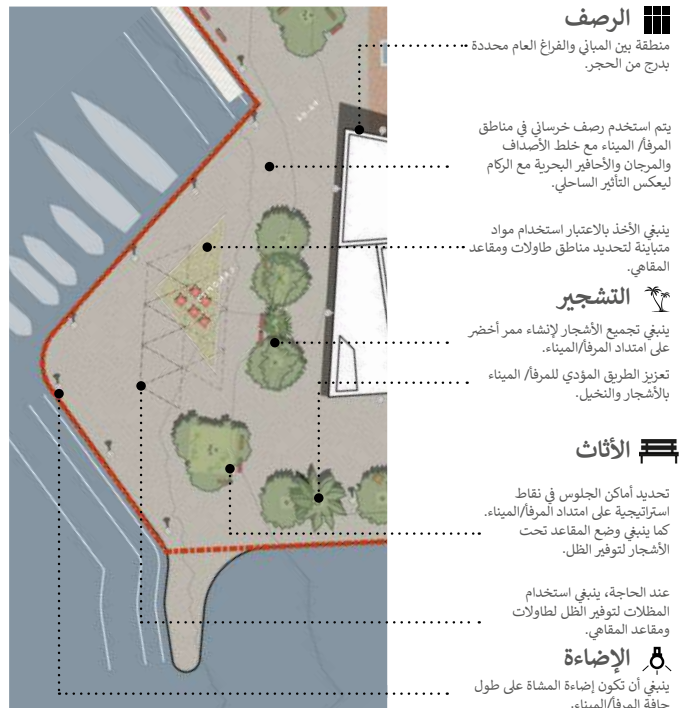 الرصف
منطقة بين المباني والفراغ العام محددة
بدرج من الحجر.
يتم استخدم رصف خرساني في مناطق
المرفأ/ الميناء مع خلط الأصداف
والمرجان والأحافير البحرية مع الركام
ليعكس التأثير الساحلي.
ينبغي الأخذ بالاعتبار استخدام مواد
متباينة لتحديد مناطق طاولات ومقاعد
المقاهي.
التشجير
ينبغي تجميع الأشجار لإنشاء ممر أخضر
على امتداد المرفأ/الميناء.
تعزيز الطريق المؤدي للمرفأ/ الميناء
بالأشجار والنخيل.
الأثاث
تحديد أماكن الجلوس في نقاط
استراتيجية على امتداد المرفأ/الميناء.
كما ينبغي وضع المقاعد تحت
الأشجار لتوفير الظل.
عند الحاجة، ينبغي استخدام
المظلات لتوفير الظل لطاولات
ومقاعد المقاهي.
الإضاءة
ينبغي أن تكون إضاءة المشاة على طول
حافة المرفأ/الميناء.